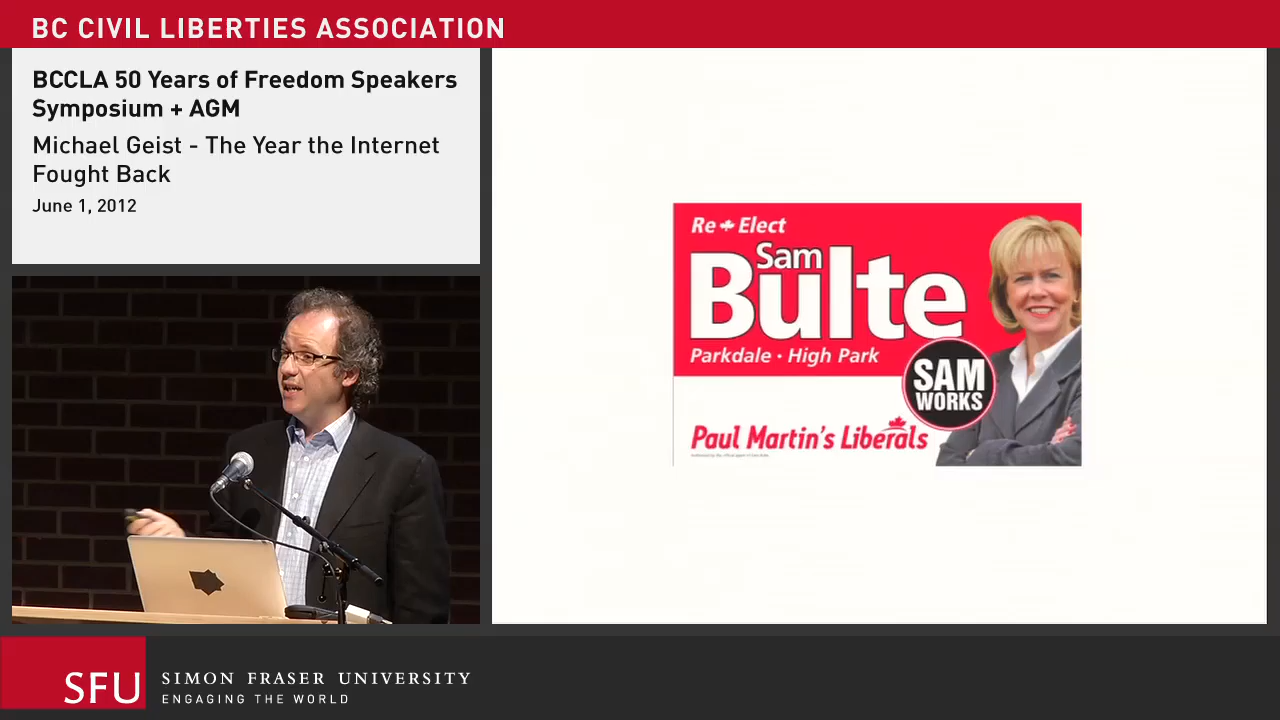 BC CIVIL LIBERTIES ASSOCIATION
BCCLA 50 Years of Freedom Speakers
Symposium + AGM
Michael Geist - The Year the Internet
Fought Back
June 1, 2012
Re Elect
Sam
Bulte
Parkdale · High Park
SAM
WORKS
Paul Martin's Liberals
SFU
SIMON FRASER UNIVERSITY
ENGAGING THE WORLD